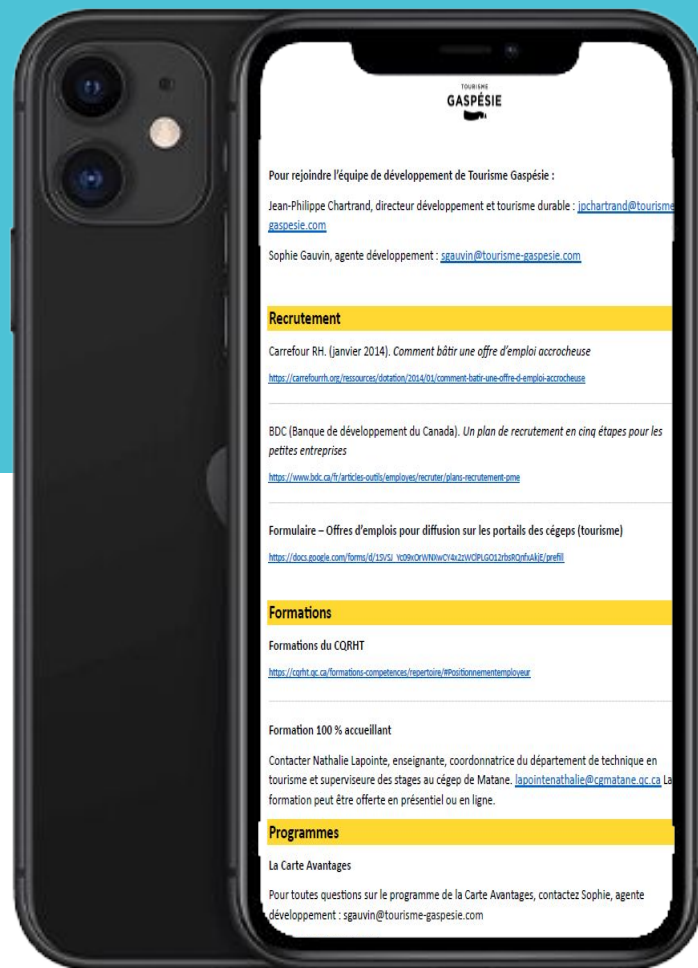 TOURISME
GASPÉSIE
Pour rejoindre l'équipe de développement de Tourisme Gaspésie :
Jean-Philippe Chartrand, directeur développement et tourisme durable : jpchartrand@tourisme
gaspesie.com
Sophie Gauvin, agente développement : sgauvin@tourisme-gaspesie.com
Recrutement
Carrefour RH. (janvier 2014). Comment bâtir une offre d'emploi accrocheuse
https://carrefourrh.org/ressources/dotation/2014/01/comment-batir-une-offre-d-emploi-accrocheuse
BDC (Banque de développement du Canada). Un plan de recrutement en cinq étapes pour les
petites entreprises
https://www.bdc.ca/fr/articles-outils/employes/recruter/plans-recrutement-pme
Formulaire – Offres d'emplois pour diffusion sur les portails des cégeps (tourisme)
Formations
Formations du CQRHT
https://cqrht.qc.ca/formations-competences/repertoire/#Positionnementemployeur
Formation 100 % accueillant
Contacter Nathalie Lapointe, enseignante, coordonnatrice du département de technique en
tourisme et superviseure des stages au cégep de Matane. lapointenathalie@cgmatane.qc.ca La
formation peut être offerte en présentiel ou en ligne.
Programmes
La Carte Avantages
Pour toutes questions sur le programme de la Carte Avantages, contactez Sophie, agente
développement : sgauvin@tourisme-gaspesie.com